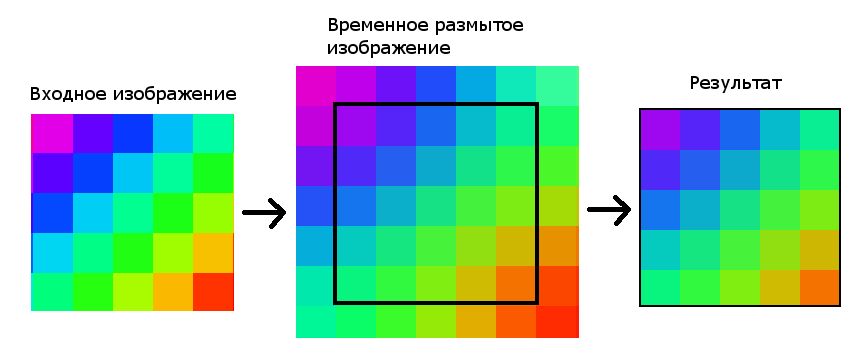 Входное изображение
Временное размытое
изображение
Результат